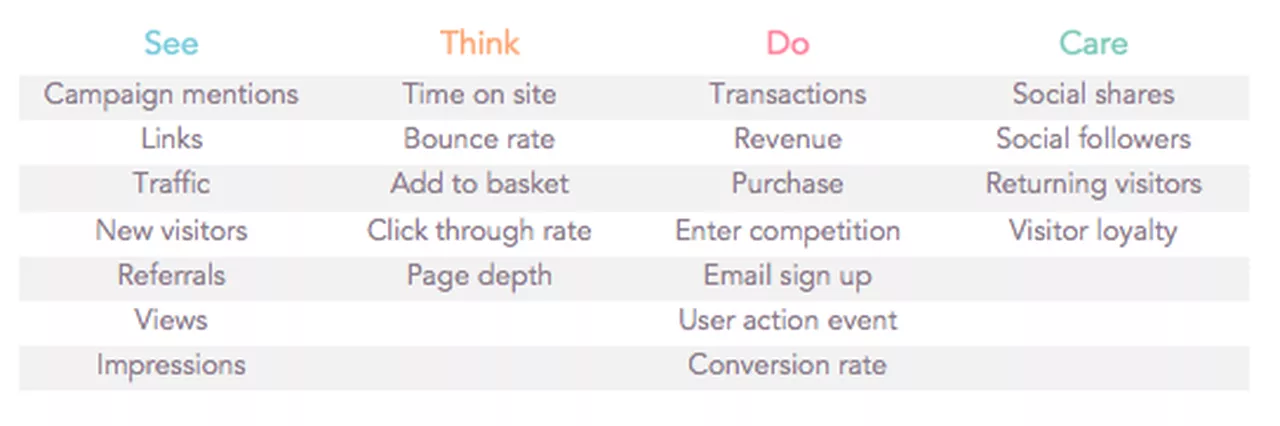 See Think Do Care
Campaign mentions Time on site Transactions Social shares
Links Bounce rate Revenue Social followers
Traffic Add to basket Purchase Returning visitors
New visitors Click through rate Enter competition Visitor loyalty
Referrals Page depth Email sign up
Views User action event
Impressions Conversion rate